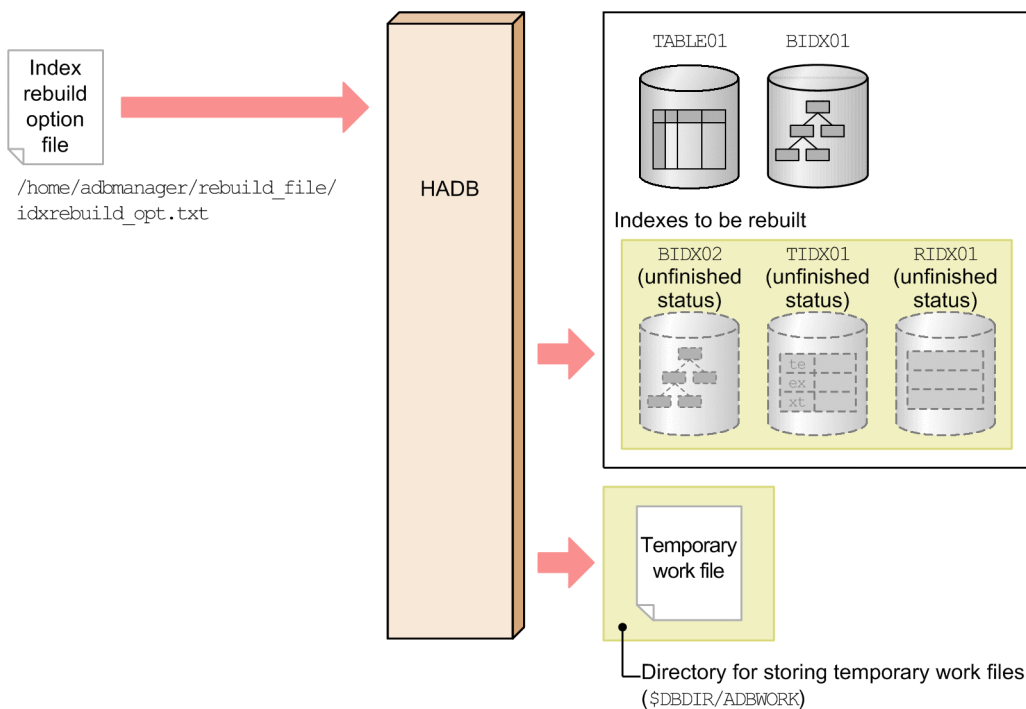 Index
rebuild
option
file
/home/adbmanager/rebuild_file/
idxrebuild_opt.txt
HADB
TABLE01
BIDX01
Indexes to be rebuilt
BIDX02
(unfinished
status)
TIDX01
(unfinished
status)
te
ex
xt
RIDX01
(unfinished
status)
Temporary
work file
Directory for storing temporary work files
($DBDIR/ADBWORK)